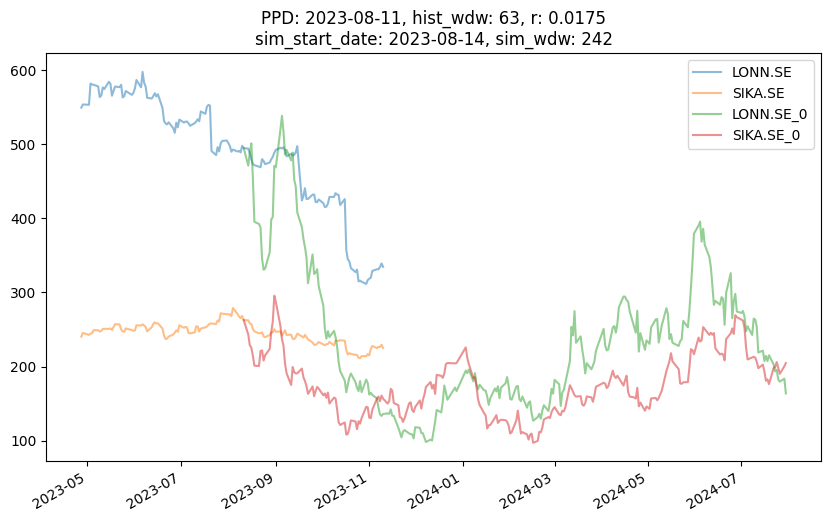 PPD: 2023-08-11, hist_wdw: 63, r: 0.0175
sim_start_date: 2023-08-14, sim_wdw: 242
LONN.SE
SIKA.SE
LONN.SE_0
SIKA.SE_0
600
500
400
300
200
100
2023-05
2023-07
2023-09
2023-11
2024-01
2024-03
2024-05
2024-07